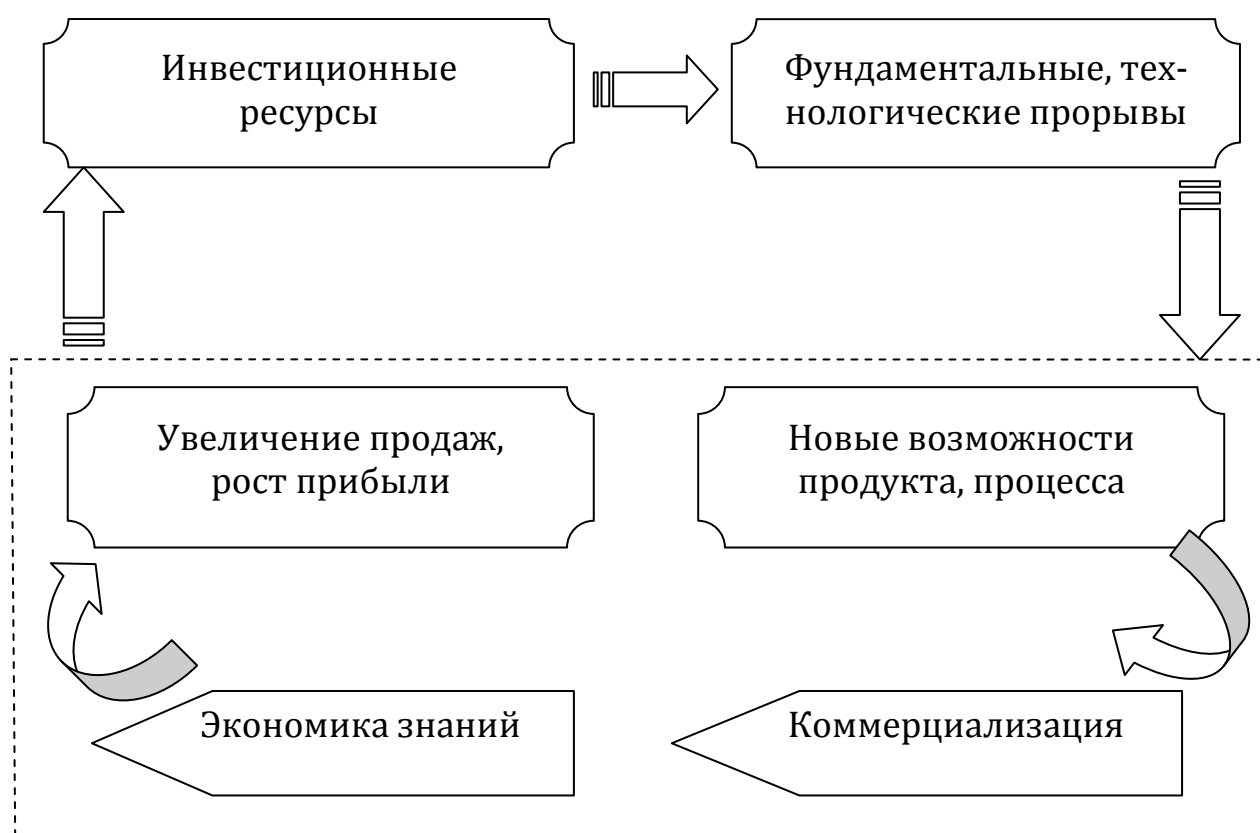 Инвестиционные
ресурсы
Фундаментальные, тех-
нологические прорывы
Увеличение продаж,
рост прибыли
Новые возможности
продукта, процесса
Экономика знаний
Коммерциализация